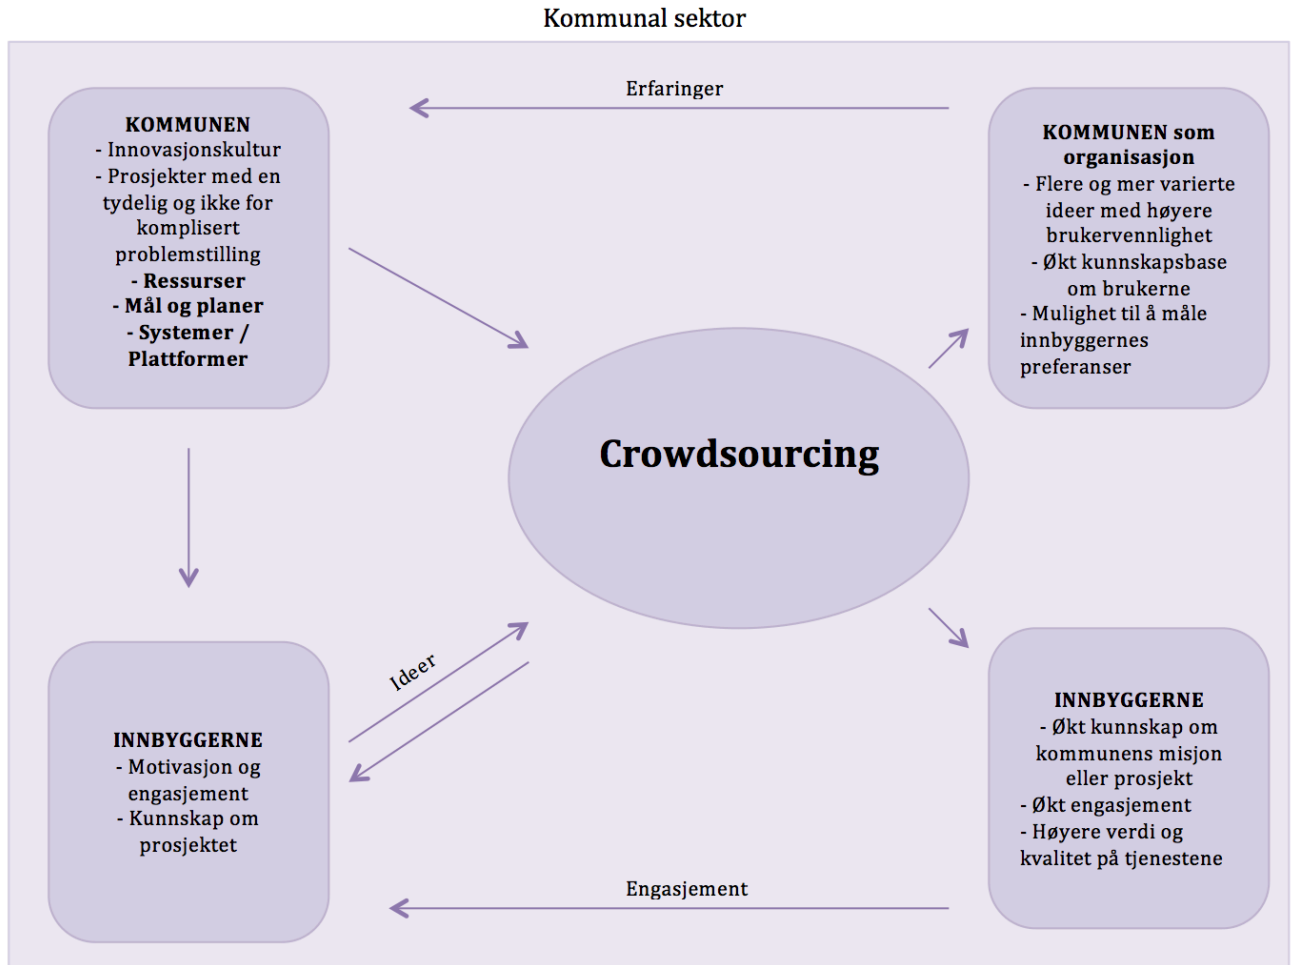 Kommunal sektor
Erfaringer
KOMMUNEN
- Innovasjonskultur
- Prosjekter med en
tydelig og ikke for
komplisert
problemstilling
- Ressurser
- Mål og planer
- Systemer /
Plattformer
KOMMUNEN som
organisasjon
- Flere og mer varierte
ideer med høyere
brukervennlighet
- Økt kunnskapsbase
om brukerne
- Mulighet til å måle
innbyggernes
preferanser
Crowdsourcing
Ideer
INNBYGGERNE
- Motivasjon og
engasjement
- Kunnskap om
prosjektet
INNBYGGERNE
- Økt kunnskap om
kommunens misjon
eller prosjekt
- Økt engasjement
- Høyere verdi og
kvalitet på tjenestene
Engasjement